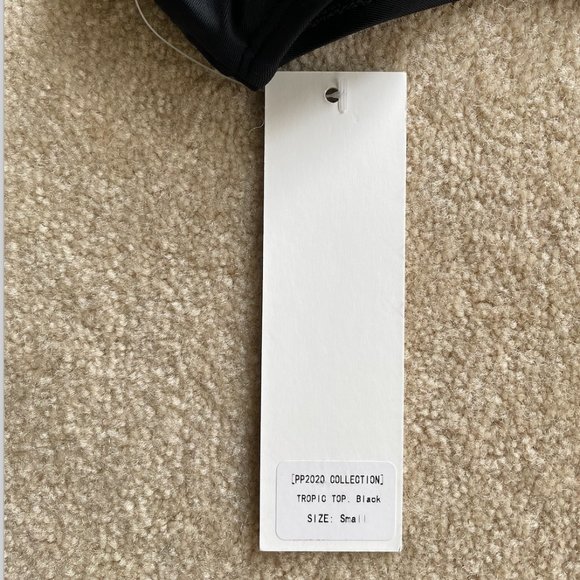 [PP2020 COLLECTION]
TROPIC TOP. Black
SIZE: Small